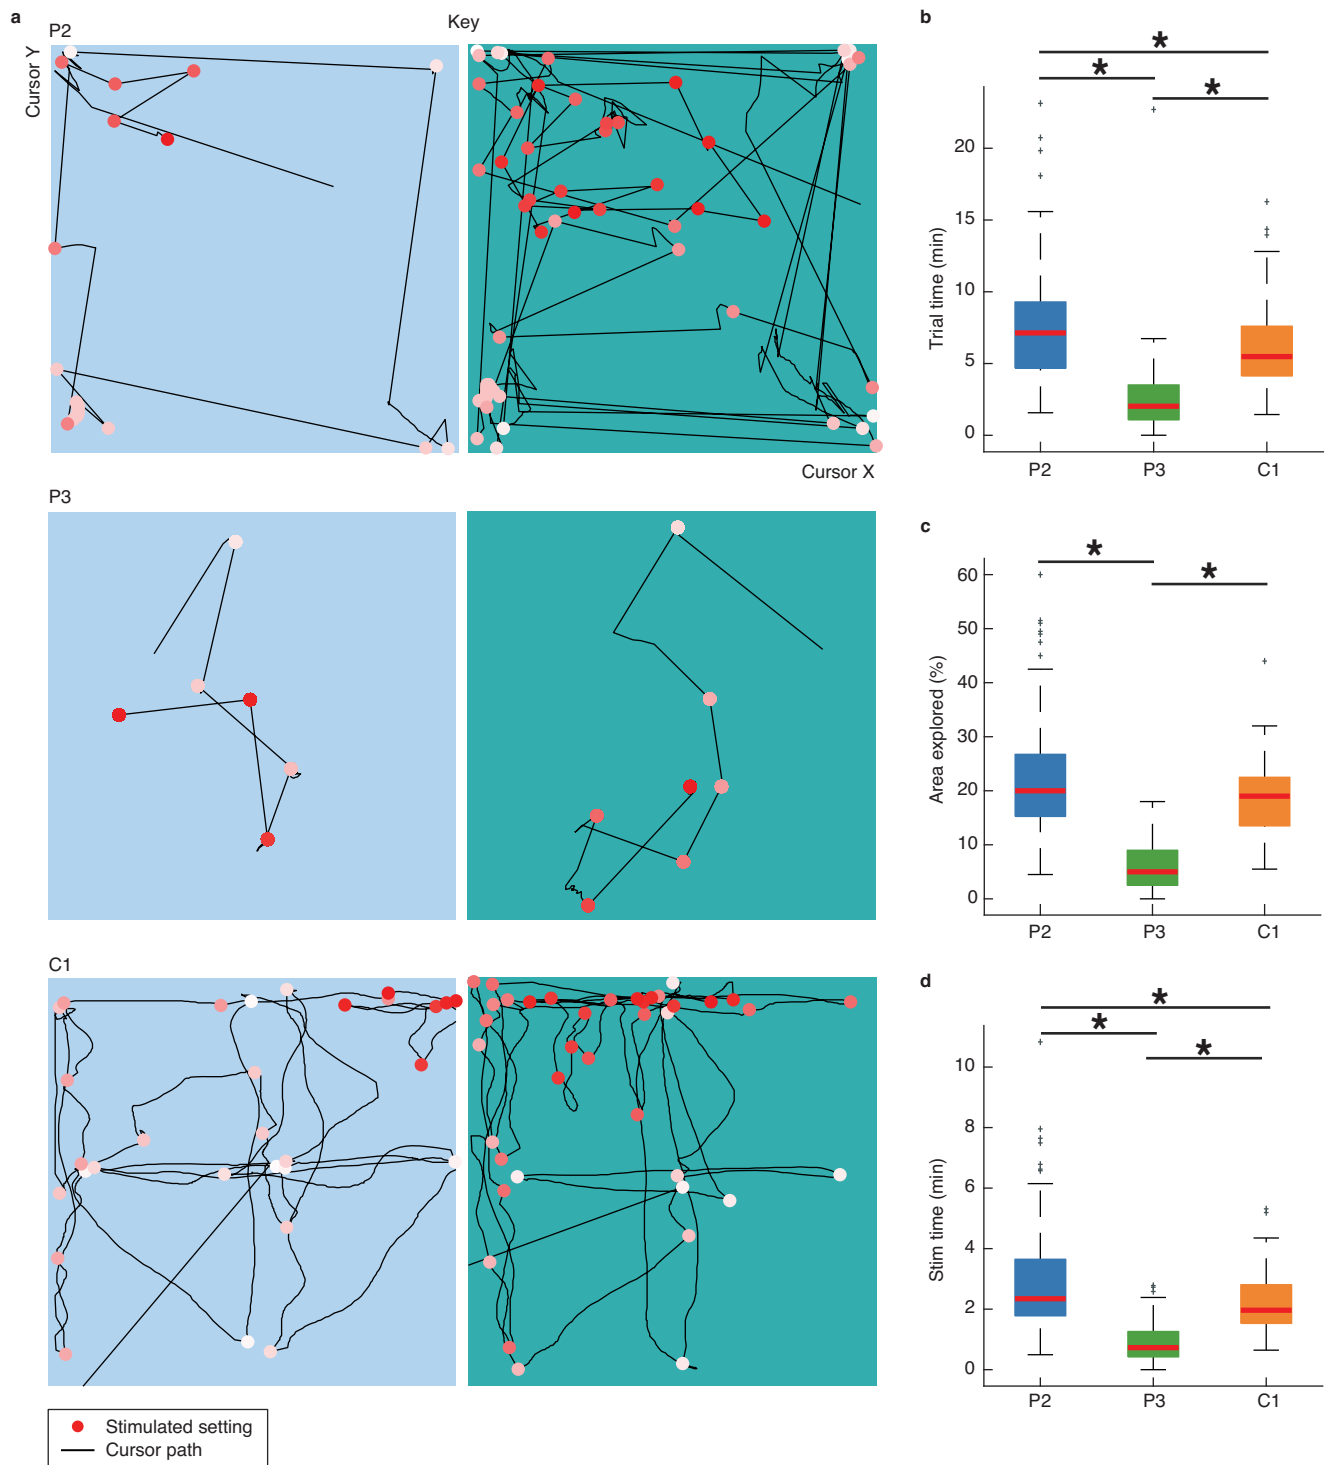 a
P2
Key
Cursor Y
Cursor X
P3
C1
Stimulated setting
Cursor path
b
*
*
*
Trial time (min)
20
15
10
5
0
P2 P3 C1
c
*
*
Area explored (%)
60
50
40
30
20
10
0
P2 P3 C1
d
*
*
*
Stim time (min)
10
8
6
4
2
0
P2 P3 C1